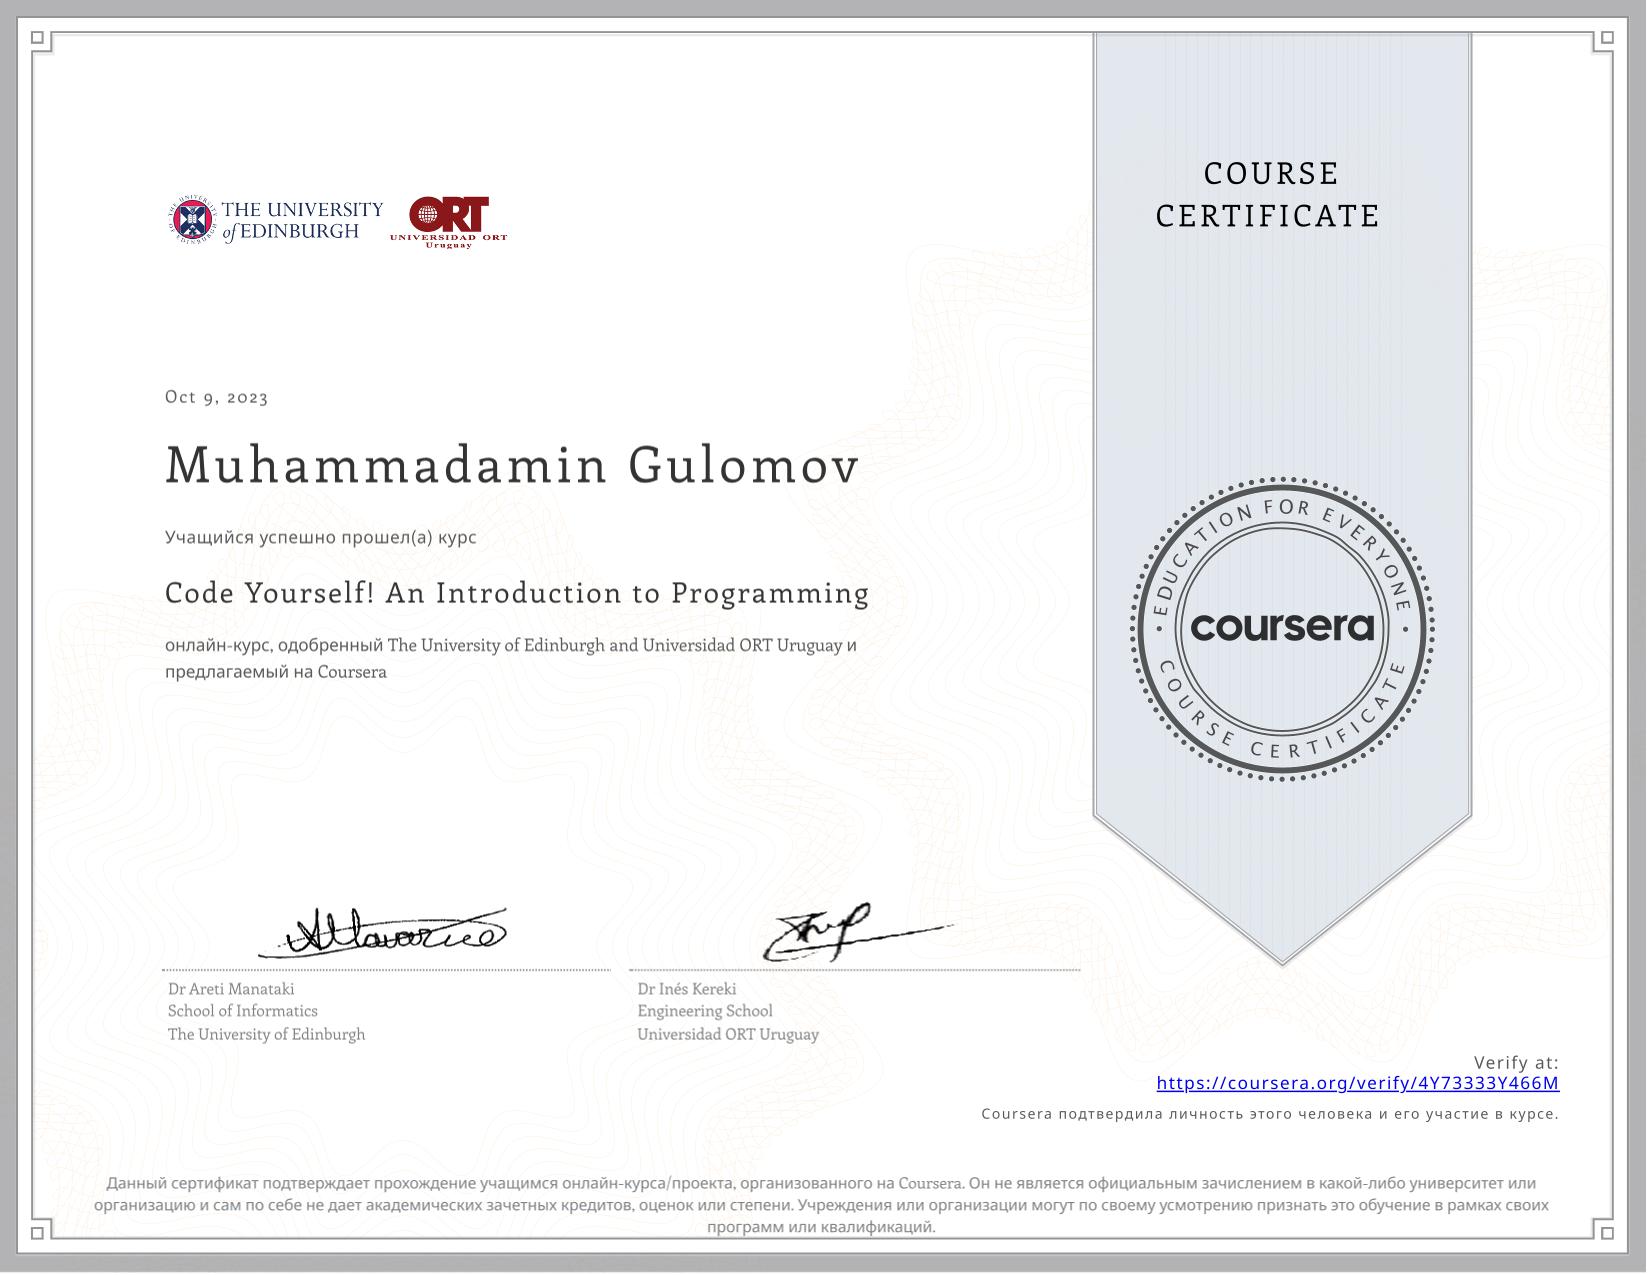 COURSE
CERTIFICATE
THE UNIVERSITY
of EDINBURGH
ORT
UNIVERSIDAD ORT
Uruguay
Oct 9, 2023
Muhammadamin Gulomov
Учащийся успешно прошел(а) курс
Code Yourself! An Introduction to Programming
онлайн-курс, одобренный The University of Edinburgh and Universidad ORT Uruguay и
предлагаемый на Coursera
EDUCATION FOR EVERYONE
coursera
COURSE CERTIFICATE
Dr Areti Manataki
School of Informatics
The University of Edinburgh
Dr Inés Kereki
Engineering School
Universidad ORT Uruguay
Verify at:
https://coursera.org/verify/4Y73333Y466M
Coursera подтвердила личность этого человека и его участие в курсе.
Данный сертификат подтверждает прохождение учащимся онлайн-курса/проекта, организованного на Coursera. Он не является официальным зачислением в какой-либо университет или
организацию и сам по себе не дает академических зачетных кредитов, оценок или степени. Учреждения или организации могут по своему усмотрению признать это обучение в рамках своих
программ или квалификаций.